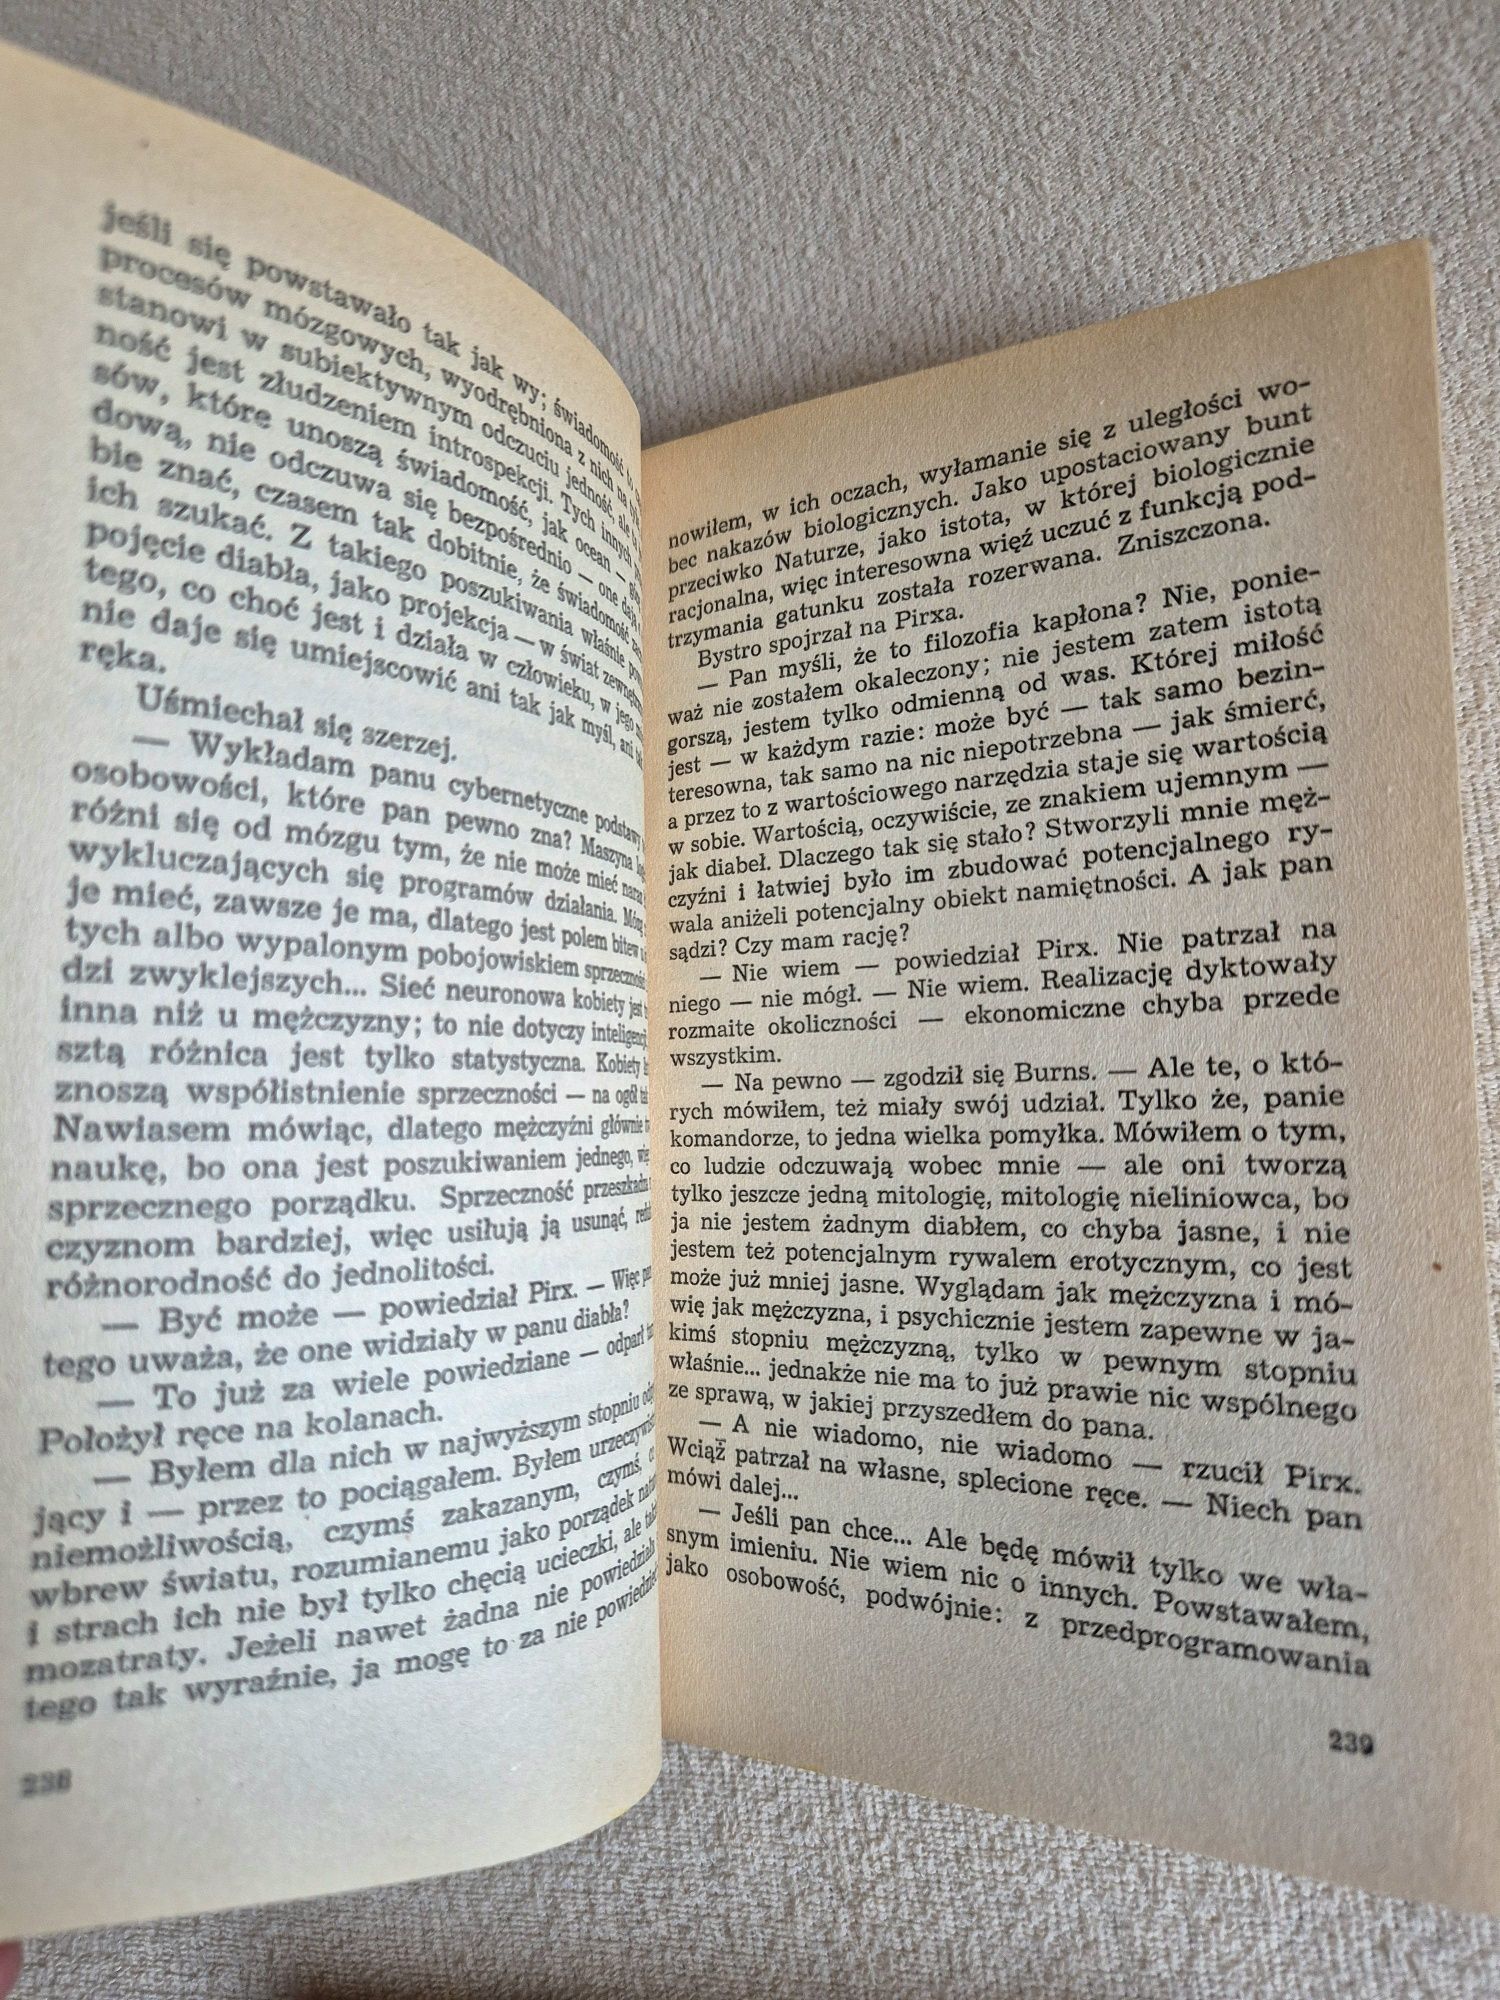 jeśli się powstawało tak jak wy; świadomość to
procesów mózgowych, wyodrębniona z nich na
stanowi w subiektywnym odczuciu jedność, ale ta
ność jest złudzeniem introspekcji. Tych innych
sów, które unoszą świadomość, jak ocean —
dową, nie odczuwa się bezpośrednio — one dają
bie znać, czasem tak dobitnie, że świadomość
ich szukać. Z takiego poszukiwania właśnie
pojęcie diabła, jako projekcja — w świat
tego, co choć jest i działa w człowieku, w jego
nie daje się umiejscowić ani tak jak myśl, ani
ręka.
Uśmiechał się szerzej.
— Wykładam panu cybernetyczne podstawy
osobowości, które pan pewno zna? Maszyna
różni się od mózgu tym, że nie może mieć naraz
wykluczających się programów działania. Mózg
je mieć, zawsze je ma, dlatego jest polem bitew u
tych albo wypalonym pobojowiskiem sprzeczności
dzi zwyklejszych... Sieć neuronowa kobiety jest
inna niż u mężczyzny; to nie dotyczy inteligencji,
sztą różnica jest tylko statystyczna. Kobiety
znoszą współistnienie sprzeczności — na ogół
Nawiasem mówiąc, dlatego mężczyźni głównie
naukę, bo ona jest poszukiwaniem jednego, więc
sprzecznego porządku. Sprzeczność przeszkadza
czyznom bardziej, więc usiłują ją usunąć,
różnorodność do jednolitości.
— Być może — powiedział Pirx. — Więc pan
tego uważa, że one widziały w panu diabła?
— To już za wiele powiedziane — odparł
Położył ręce na kolanach.
— Byłem dla nich w najwyższym stopniu
jący i — przez to pociągałem. Byłem
niemożliwością, czymś zakazanym, czymś,
wbrew światu, rozumianemu jako porządek
i strach ich nie był tylko chęcią ucieczki, ale
mozatraty. Jeżeli nawet żadna nie powiedziała
tego tak wyraźnie, ja mogę to za nie powiedzieć
238
nowiłem, w ich oczach, wyłamanie się z uległości wo-
bec nakazów biologicznych. Jako upostaciowany bunt
przeciwko Naturze, jako istota, w której biologicznie
racjonalna, więc interesowna więź uczuć z funkcją pod-
trzymania gatunku została rozerwana. Zniszczona.
Bystro spojrzał na Pirxa.
— Pan myśli, że to filozofia kapłona? Nie, ponie-
waż nie zostałem okaleczony; nie jestem zatem istotą
gorszą, jestem tylko odmienną od was. Której miłość
jest — w każdym razie: może być — tak samo bezin-
teresowna, tak samo na nic niepotrzebna — jak śmierć,
a przez to z wartościowego narzędzia staje się wartością
w sobie. Wartością, oczywiście, ze znakiem ujemnym —
jak diabeł. Dlaczego tak się stało? Stworzyli mnie męż-
czyźni i łatwiej było im zbudować potencjalnego ry-
wala aniżeli potencjalny obiekt namiętności. A jak pan
sądzi? Czy mam rację?
— Nie wiem — powiedział Pirx. Nie patrzał na
niego — nie mógł. — Nie wiem. Realizację dyktowały
rozmaite okoliczności — ekonomiczne chyba przede
wszystkim.
— Na pewno — zgodził się Burns. — Ale te, o któ-
rych mówiłem, też miały swój udział. Tylko że, panie
komandorze, to jedna wielka pomyłka. Mówiłem o tym,
co ludzie odczuwają wobec mnie — ale oni tworzą
tylko jeszcze jedną mitologię, mitologię nieliniowca, bo
ja nie jestem żadnym diabłem, co chyba jasne, i nie
jestem też potencjalnym rywalem erotycznym, co jest
może już mniej jasne. Wyglądam jak mężczyzna i mó-
wię jak mężczyzna, i psychicznie jestem zapewne w ja-
kimś stopniu mężczyzną, tylko w pewnym stopniu
właśnie... jednakże nie ma to już prawie nic wspólnego
ze sprawą, w jakiej przyszedłem do pana.
— A nie wiadomo, nie wiadomo — rzucił Pirx.
Wciąż patrzał na własne, splecione ręce. — Niech pan
mówi dalej...
— Jeśli pan chce... Ale będę mówił tylko we wła-
snym imieniu. Nie wiem nic o innych. Powstawałem,
jako osobowość, podwójnie: z przedprogramowania
239